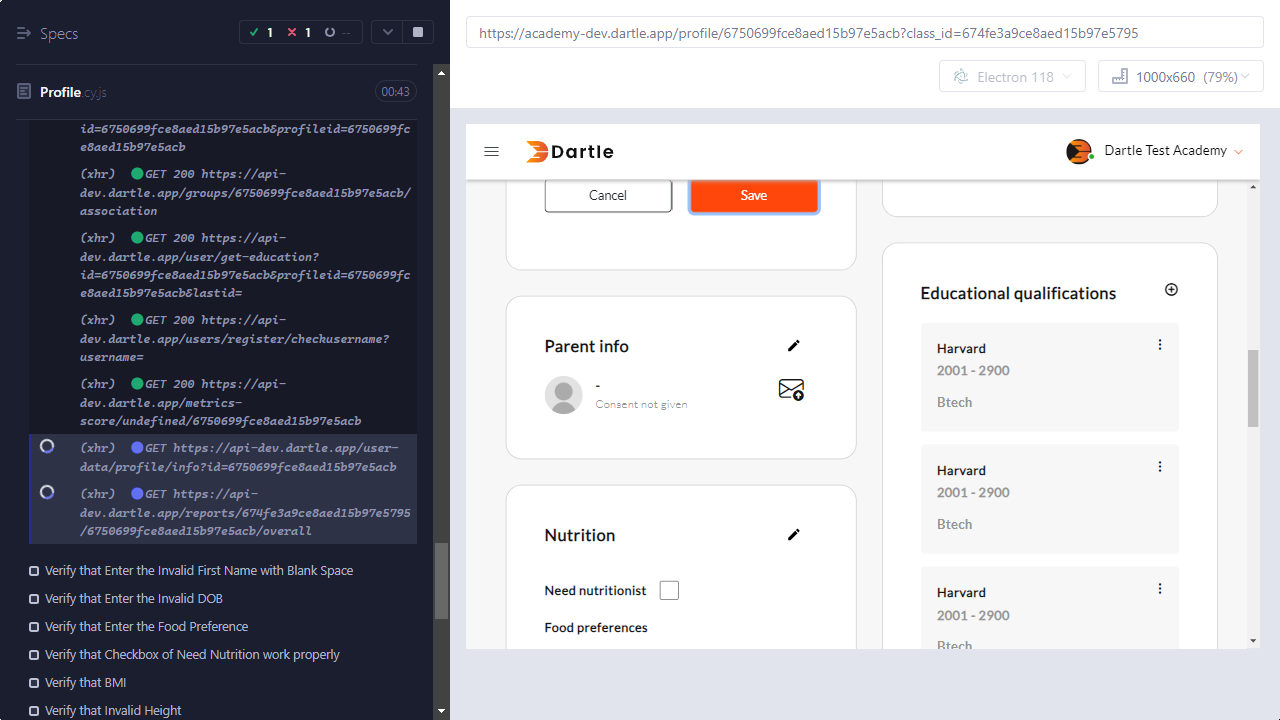 Specs
1
1
--
Profile.cy.js
00:43
id=6750699fce8aed15b97e5acb&profileid=6750699fc
e8aed15b97e5acb
(xhr) GET 200 https://api-
dev.dartle.app/groups/6750699fce8aed15b97e5acb/
association
(xhr) GET 200 https://api-
dev.dartle.app/user/get-education?
id=6750699fce8aed15b97e5acb&profileid=6750699fc
e8aed15b97e5acb&lastid=
(xhr) GET 200 https://api-
dev.dartle.app/users/register/checkusername?
username=
(xhr) GET 200 https://api-
dev.dartle.app/metrics-
score/undefined/6750699fce8aed15b97e5acb
(xhr) GET https://api-dev.dartle.app/user-
data/profile/info?id=6750699fce8aed15b97e5acb
(xhr) GET https://api-
dev.dartle.app/reports/674fe3a9ce8aed15b97e5795
/6750699fce8aed15b97e5acb/overall
Verify that Enter the Invalid First Name with Blank Space
Verify that Enter the Invalid DOB
Verify that Enter the Food Preference
Verify that Checkbox of Need Nutrition work properly
Verify that BMI
Verify that Invalid Height
https://academy-dev.dartle.app/profile/6750699fce8aed15b97e5acb?class_id=674fe3a9ce8aed15b97e5795
Electron 118
1000x660 (79%)
Dartle
Dartle Test Academy
Cancel
Save
Parent info
-
Consent not given
Nutrition
Need nutritionist
Food preferences
Educational qualifications
Harvard
2001 - 2900
Btech
Harvard
2001 - 2900
Btech
Harvard
2001 - 2900
Btech